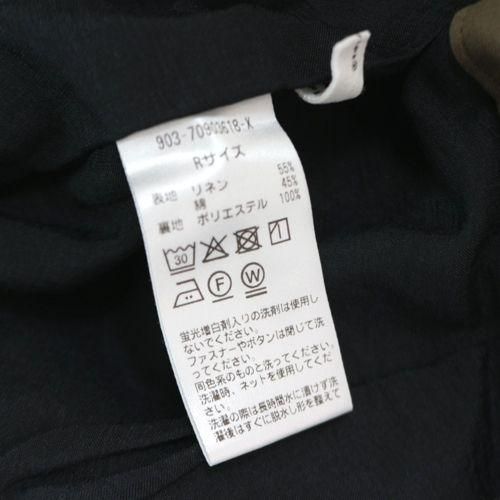 903-70903618-X
Rサイズ
表地 リネン 55%
綿 45%
裏地 ポリエステル 100%
30
F W
蛍光増白剤入りの洗剤は使用し
ないでください。
ファスナーやボタンは閉じて洗
ってください。
同色系のものと洗ってください。
洗濯時、ネットを使用してくだ
さい。
洗濯の際は長時間水に漬けず洗
濯後はすぐに脱水し形を整えて